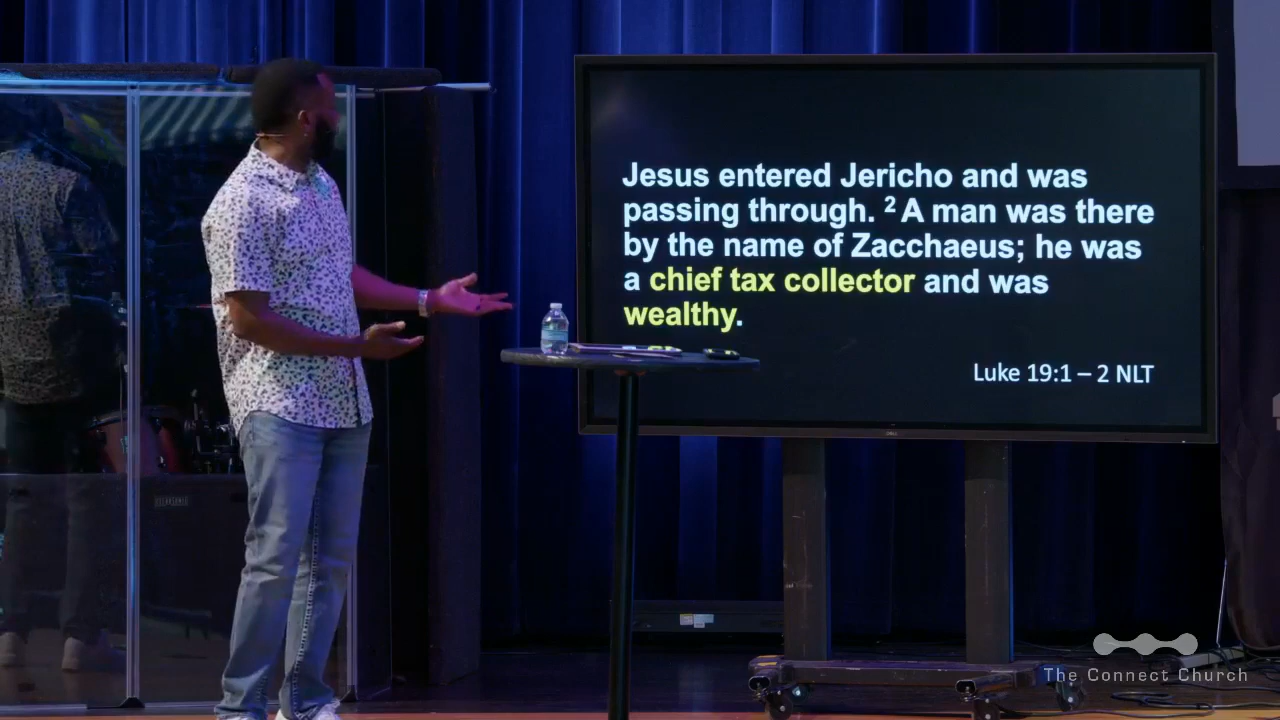 Jesus entered Jericho and was
passing through. ² A man was there
by the name of Zacchaeus; he was
a chief tax collector and was
wealthy.
Luke 19:1 – 2 NLT
The Connect Church